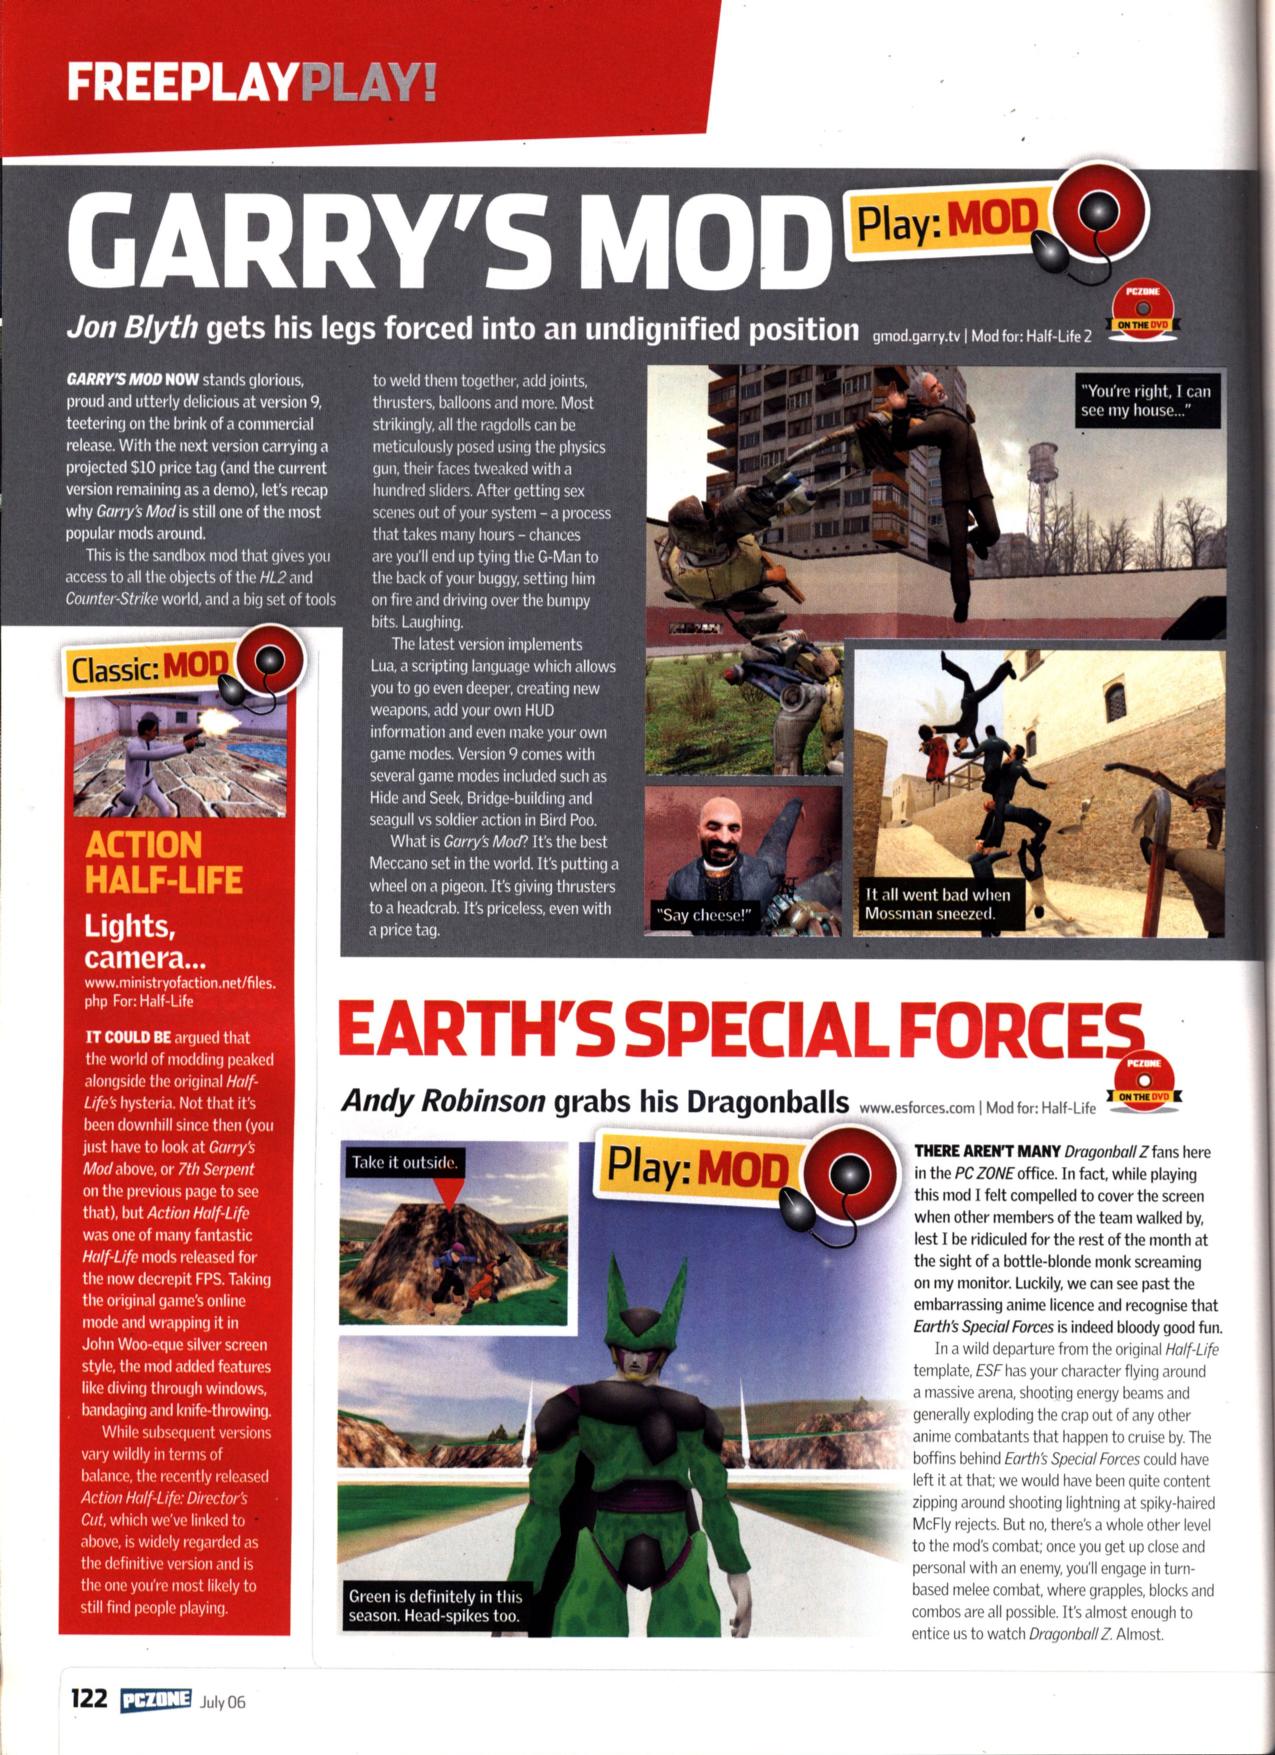 FREEPLAYPLAY!
GARRY'S MOD
Play: MOD
Jon Blyth gets his legs forced into an undignified position
gmod.garry.tv | Mod for: Half-Life 2
PCZONE
ON THE DVD
GARRY'S MOD NOW stands glorious,
proud and utterly delicious at version 9,
teetering on the brink of a commercial
release. With the next version carrying a
projected $10 price tag (and the current
version remaining as a demo), let's recap
why Garry's Mod is still one of the most
popular mods around.
This is the sandbox mod that gives you
access to all the objects of the HL2 and
Counter-Strike world, and a big set of tools
to weld them together, add joints,
thrusters, balloons and more. Most
strikingly, all the ragdolls can be
meticulously posed using the physics
gun, their faces tweaked with a
hundred sliders. After getting sex
scenes out of your system – a process
that takes many hours – chances
are you'll end up tying the G-Man to
the back of your buggy, setting him
on fire and driving over the bumpy
bits. Laughing.
The latest version implements
Lua, a scripting language which allows
you to go even deeper, creating new
weapons, add your own HUD
information and even make your own
game modes. Version 9 comes with
several game modes included such as
Hide and Seek, Bridge-building and
seagull vs soldier action in Bird Poo.
What is Garry's Mod? It's the best
Meccano set in the world. It's putting a
wheel on a pigeon. It's giving thrusters
to a headcrab. It's priceless, even with
a price tag.
"You're right, I can
see my house..."
"Say cheese!"
It all went bad when
Mossman sneezed.
Classic: MOD
ACTION
HALF-LIFE
Lights,
camera...
www.ministryofaction.net/files.
php For: Half-Life
IT COULD BE argued that
the world of modding peaked
alongside the original Half-
Life's hysteria. Not that it's
been downhill since then (you
just have to look at Garry's
Mod above, or 7th Serpent
on the previous page to see
that), but Action Half-Life
was one of many fantastic
Half-Life mods released for
the now decrepit FPS. Taking
the original game's online
mode and wrapping it in
John Woo-eque silver screen
style, the mod added features
like diving through windows,
bandaging and knife-throwing.
While subsequent versions
vary wildly in terms of
balance, the recently released
Action Half-Life: Director's
Cut, which we've linked to
above, is widely regarded as
the definitive version and is
the one you're most likely to
still find people playing.
EARTH'S SPECIAL FORCES
Andy Robinson grabs his Dragonballs
www.esforces.com | Mod for: Half-Life
PCZONE
ON THE DVD
Take it outside.
Play: MOD
Green is definitely in this
season. Head-spikes too.
THERE AREN'T MANY Dragonball Z fans here
in the PC ZONE office. In fact, while playing
this mod I felt compelled to cover the screen
when other members of the team walked by,
lest I be ridiculed for the rest of the month at
the sight of a bottle-blonde monk screaming
on my monitor. Luckily, we can see past the
embarrassing anime licence and recognise that
Earth's Special Forces is indeed bloody good fun.
In a wild departure from the original Half-Life
template, ESF has your character flying around
a massive arena, shooting energy beams and
generally exploding the crap out of any other
anime combatants that happen to cruise by. The
boffins behind Earth's Special Forces could have
left it at that; we would have been quite content
zipping around shooting lightning at spiky-haired
McFly rejects. But no, there's a whole other level
to the mod's combat; once you get up close and
personal with an enemy, you'll engage in turn-
based melee combat, where grapples, blocks and
combos are all possible. It's almost enough to
entice us to watch Dragonball Z. Almost.
122 PCZONE July 06